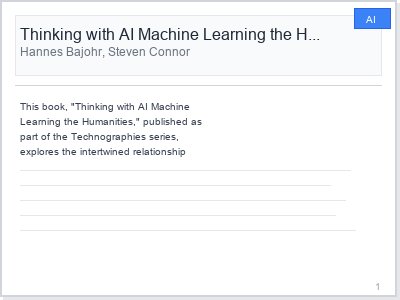 AI
Thinking with AI Machine Learning the H...
Hannes Bajohr, Steven Connor
This book, "Thinking with AI Machine
Learning the Humanities," published as
part of the Technographies series,
explores the intertwined relationship
1